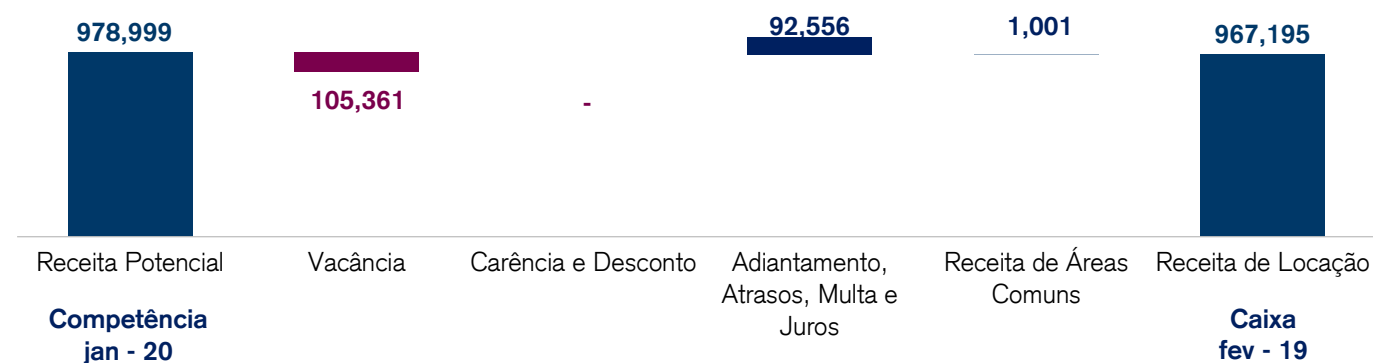 978,999
105,361
-
92,556
1,001
967,195
Receita Potencial
Vacância
Carência e Desconto
Adiantamento,
Atrasos, Multa e
Juros
Receita de Áreas
Comuns
Receita de Locação
Competência
jan - 20
Caixa
fev - 19